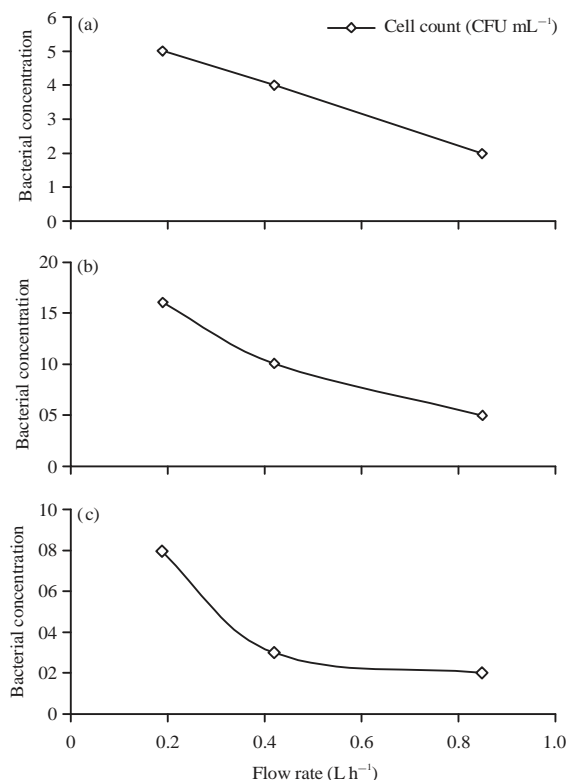 (a)
Cell count (CFU mL⁻¹)
Bacterial concentration
6
5
4
3
2
1
0
(b)
Bacterial concentration
20
15
10
05
0
(c)
Bacterial concentration
10
08
06
04
02
0
0 0.2 0.4 0.6 0.8 1.0
Flow rate (L h⁻¹)